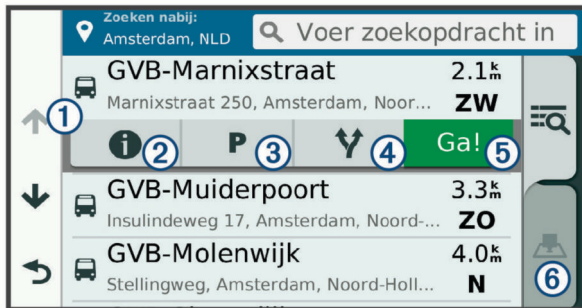 Zoeken nabij:
Amsterdam, NLD
Voer zoekopdracht in
GVB-Marnixstraat 2.1 km
Marnixstraat 250, Amsterdam, Noor... ZW
1
2
P 3
4
Ga! 5
GVB-Muiderpoort 3.3 km
Insulindeweg 17, Amsterdam, Noord-... ZO
GVB-Molenwijk 4.0 km
Stellingweg, Amsterdam, Noord-Holl... N
6